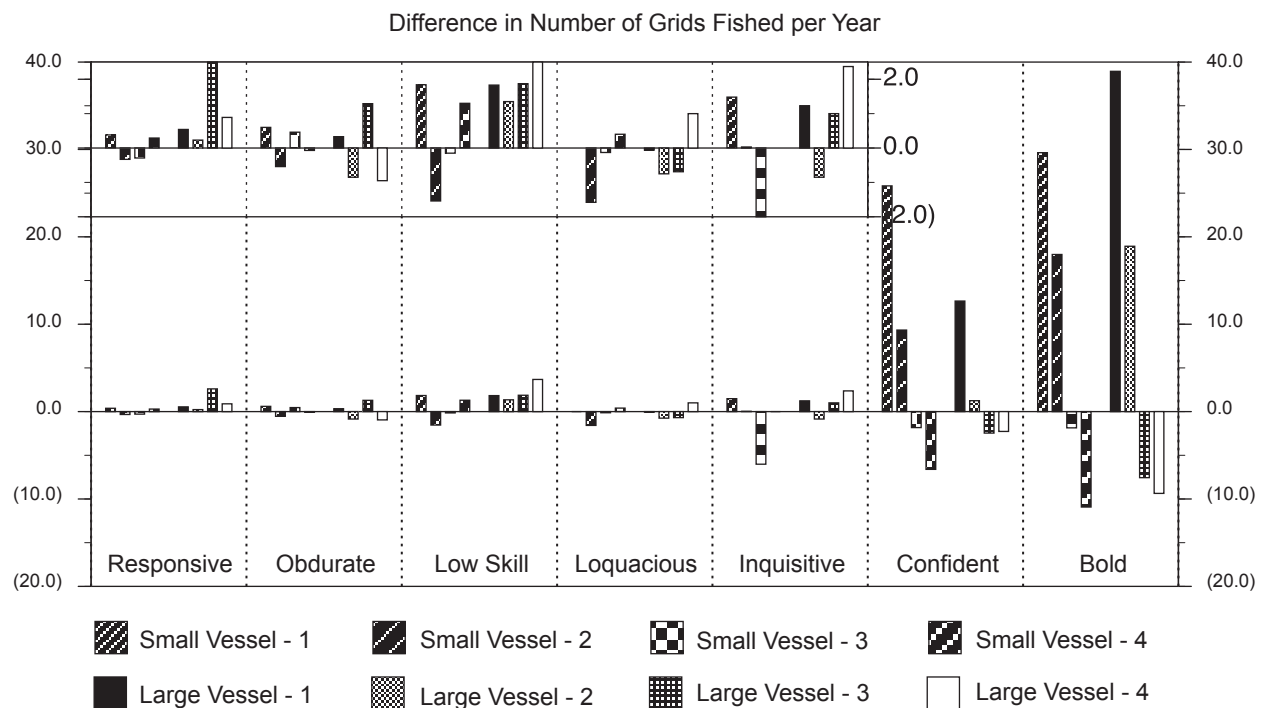 Difference in Number of Grids Fished per Year
40.0 2.0 40.0
30.0 0.0 30.0
2.0)
20.0 20.0
10.0 10.0
0.0 0.0
(10.0) (10.0)
Responsive Obdurate Low Skill Loquacious Inquisitive Confident Bold
(20.0) (20.0)
Small Vessel - 1 Small Vessel - 2 Small Vessel - 3 Small Vessel - 4
Large Vessel - 1 Large Vessel - 2 Large Vessel - 3 Large Vessel - 4